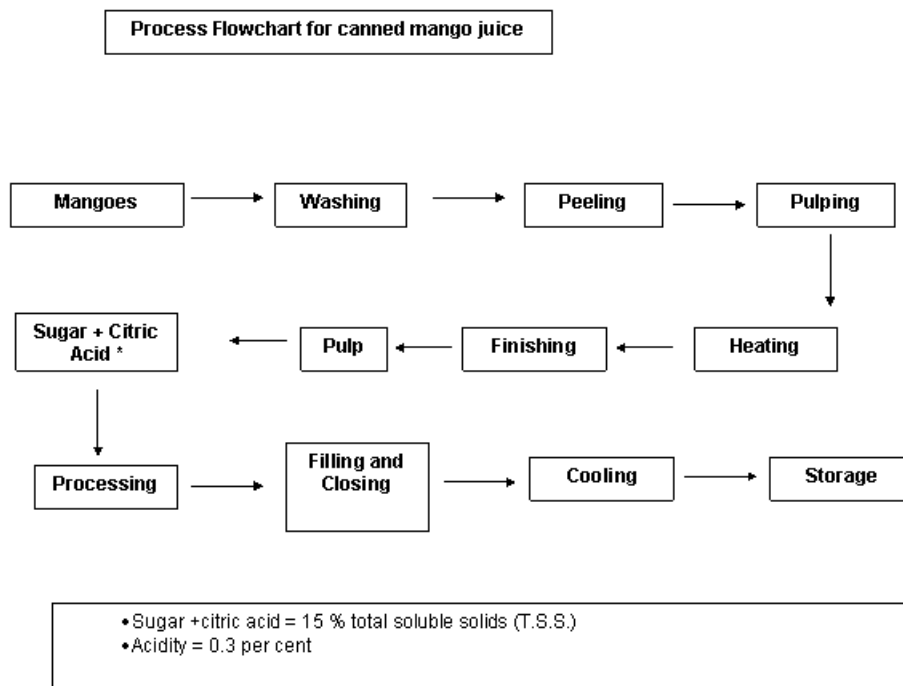 Process Flowchart for canned mango juice
Mangoes
Washing
Peeling
Pulping
Heating
Finishing
Pulp
Sugar + Citric
Acid *
Processing
Filling and
Closing
Cooling
Storage
•Sugar +citric acid = 15 % total soluble solids (T.S.S.)
•Acidity = 0.3 per cent